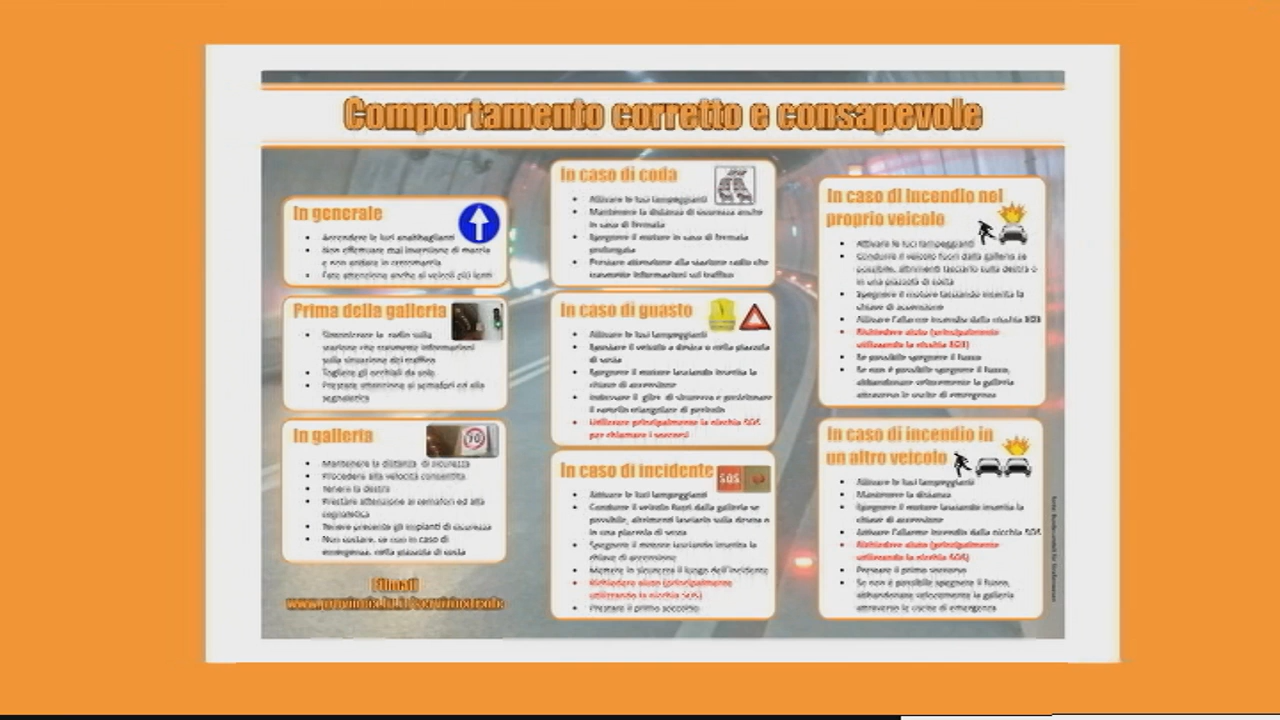 Comportamento corretto e consapevole
In generale
Accendere le luci anabbaglianti
Non effettuare mai inversione di marcia
e non andare in retromarcia
Fate attenzione anche ai veicoli più lenti
Prima della galleria
Sintonizzare la radio sulla
stazione che trasmette informazioni
sulla situazione del traffico
Togliere gli occhiali da sole
Prestare attenzione ai semafori ed alla
segnaletica
In galleria
70
Mantenere la distanza di sicurezza
Procedere alla velocità consentita
Tenere la destra
Prestare attenzione ai semafori ed alla
segnaletica
Tenere presente gli impianti di sicurezza
Non sostare, se non in caso di
emergenza, nella piazzola di sosta
Filmati
In caso di coda
Attivare le luci lampeggianti
Mantenere la distanza di sicurezza anche
in caso di fermata
Spegnere il motore in caso di fermata
prolungata
Prestare attenzione alla stazione radio che
trasmette informazioni sul traffico
In caso di guasto
Attivare le luci lampeggianti
Spostare il veicolo a destra o nella piazzola
di sosta
Spegnere il motore lasciando inserita la
chiave di accensione
Indossare il gilet di sicurezza e posizionare
il cartello triangolare di pericolo
Utilizzare principalmente la nicchia SOS
per chiamare i soccorsi
In caso di incidente
SOS
Attivare le luci lampeggianti
Condurre il veicolo fuori dalla galleria se
possibile, altrimenti lasciarlo sulla destra o
in una piazzola di sosta
Spegnere il motore lasciando inserita la
chiave di accensione
Mettere in sicurezza il luogo dell'incidente
Richiedere aiuto (principalmente
utilizzando la nicchia SOS)
Prestare il primo soccorso
In caso di incendio nel
proprio veicolo
Attivare le luci lampeggianti
Condurre il veicolo fuori dalla galleria se
possibile, altrimenti lasciarlo sulla destra o
in una piazzola di sosta
Spegnere il motore lasciando inserita la
chiave di accensione
Attivare l'allarme incendio dalla nicchia SOS
Richiedere aiuto (principalmente
utilizzando la nicchia SOS)
Se possibile spegnere il fuoco
Se non è possibile spegnere il fuoco,
abbandonare velocemente la galleria
attraverso le uscite di emergenza
In caso di incendio in
un altro veicolo
Attivare le luci lampeggianti
Mantenere la distanza
Spegnere il motore lasciando inserita la
chiave di accensione
Attivare l'allarme incendio dalla nicchia SOS
Richiedere aiuto (principalmente
utilizzando la nicchia SOS)
Prestare il primo soccorso
Se non è possibile spegnere il fuoco,
abbandonare velocemente la galleria
attraverso le uscite di emergenza